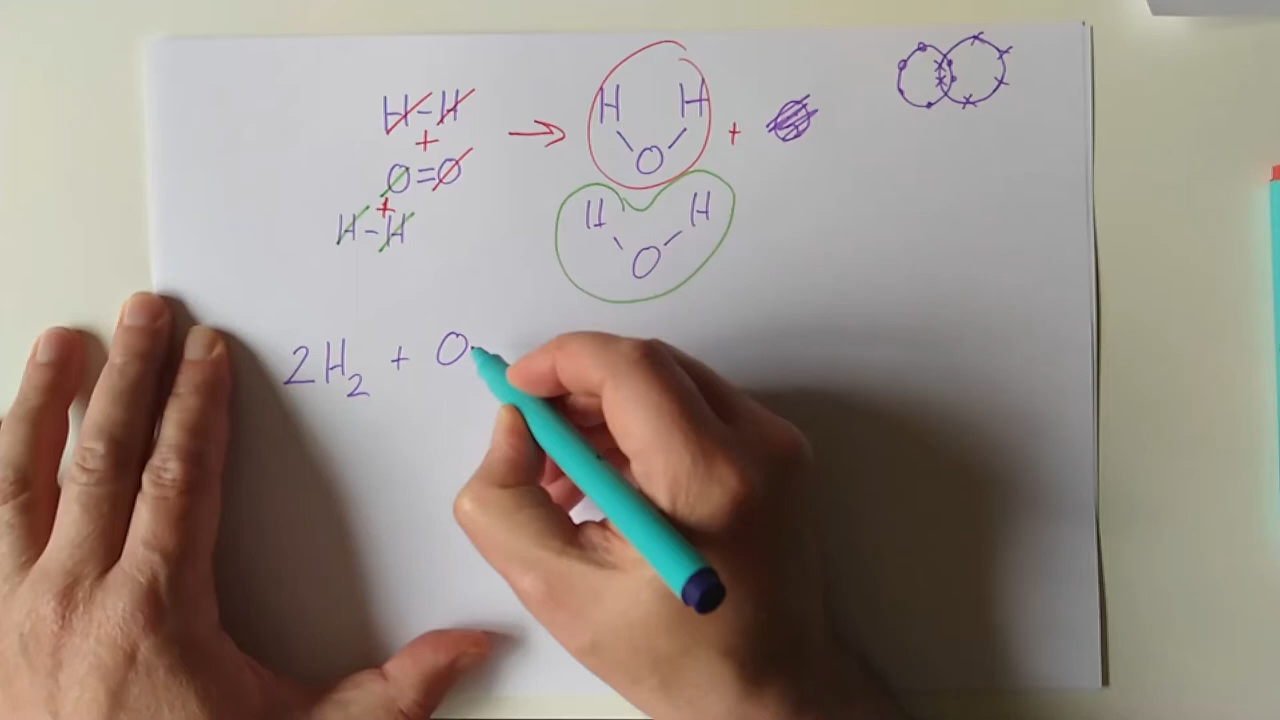 H-H → H H +
+ O
O=O
+ H H
H-H O
2H₂ + O